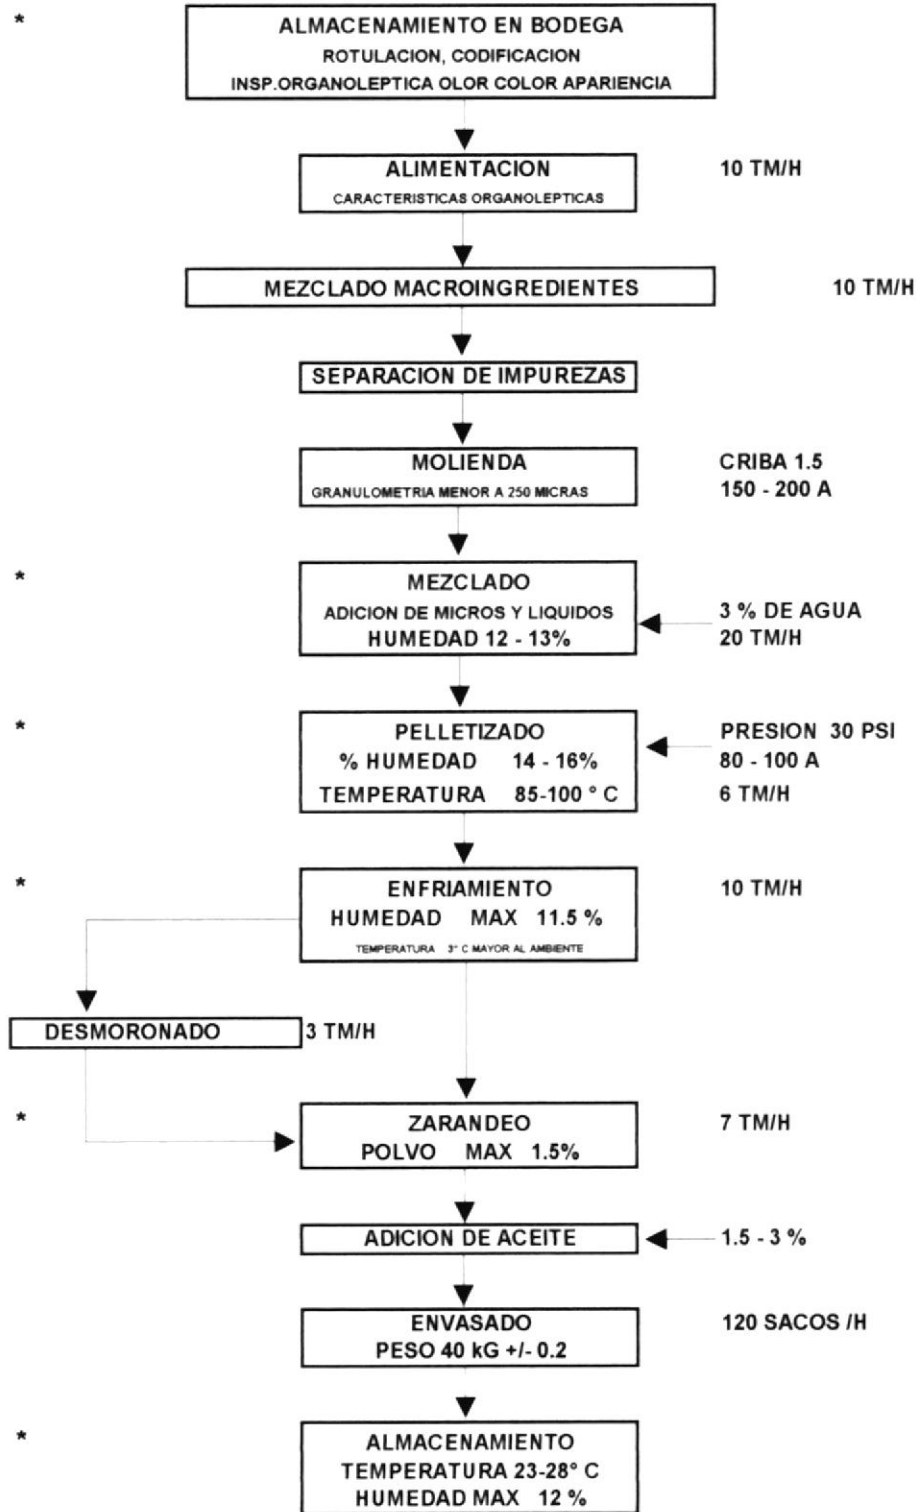 *
ALMACENAMIENTO EN BODEGA
ROTULACION, CODIFICACION
INSP.ORGANOLEPTICA OLOR COLOR APARIENCIA
ALIMENTACION
CARACTERISTICAS ORGANOLEPTICAS
10 TM/H
MEZCLADO MACROINGREDIENTES
10 TM/H
SEPARACION DE IMPUREZAS
MOLIENDA
GRANULOMETRIA MENOR A 250 MICRAS
CRIBA 1.5
150 - 200 A
*
MEZCLADO
ADICION DE MICROS Y LIQUIDOS
HUMEDAD 12 - 13%
3 % DE AGUA
20 TM/H
*
PELLETIZADO
% HUMEDAD 14 - 16%
TEMPERATURA 85-100 ° C
PRESION 30 PSI
80 - 100 A
6 TM/H
*
ENFRIAMIENTO
HUMEDAD MAX 11.5 %
TEMPERATURA 3° C MAYOR AL AMBIENTE
10 TM/H
DESMORONADO
3 TM/H
*
ZARANDEO
POLVO MAX 1.5%
7 TM/H
ADICION DE ACEITE
1.5 - 3 %
ENVASADO
PESO 40 kG +/- 0.2
120 SACOS /H
*
ALMACENAMIENTO
TEMPERATURA 23-28° C
HUMEDAD MAX 12 %